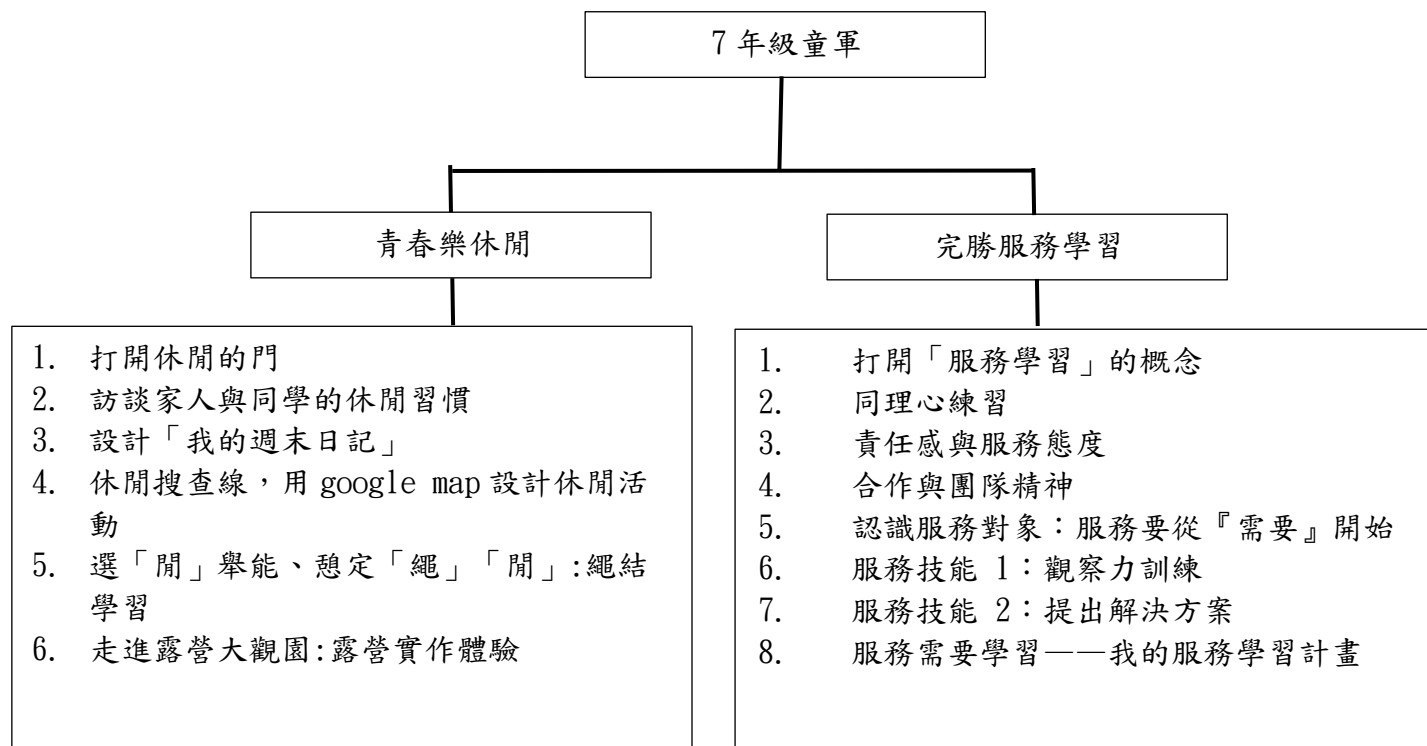 7 年級童軍
青春樂休閒
完勝服務學習
1. 打開休閒的門
2. 訪談家人與同學的休閒習慣
3. 設計「我的週末日記」
4. 休閒搜查線，用 google map 設計休閒活
動
5. 選「閒」舉能、憩定「繩」「閒」:繩結
學習
6. 走進露營大觀園:露營實作體驗
1. 打開「服務學習」的概念
2. 同理心練習
3. 責任感與服務態度
4. 合作與團隊精神
5. 認識服務對象：服務要從『需要』開始
6. 服務技能 1：觀察力訓練
7. 服務技能 2：提出解決方案
8. 服務需要學習——我的服務學習計畫